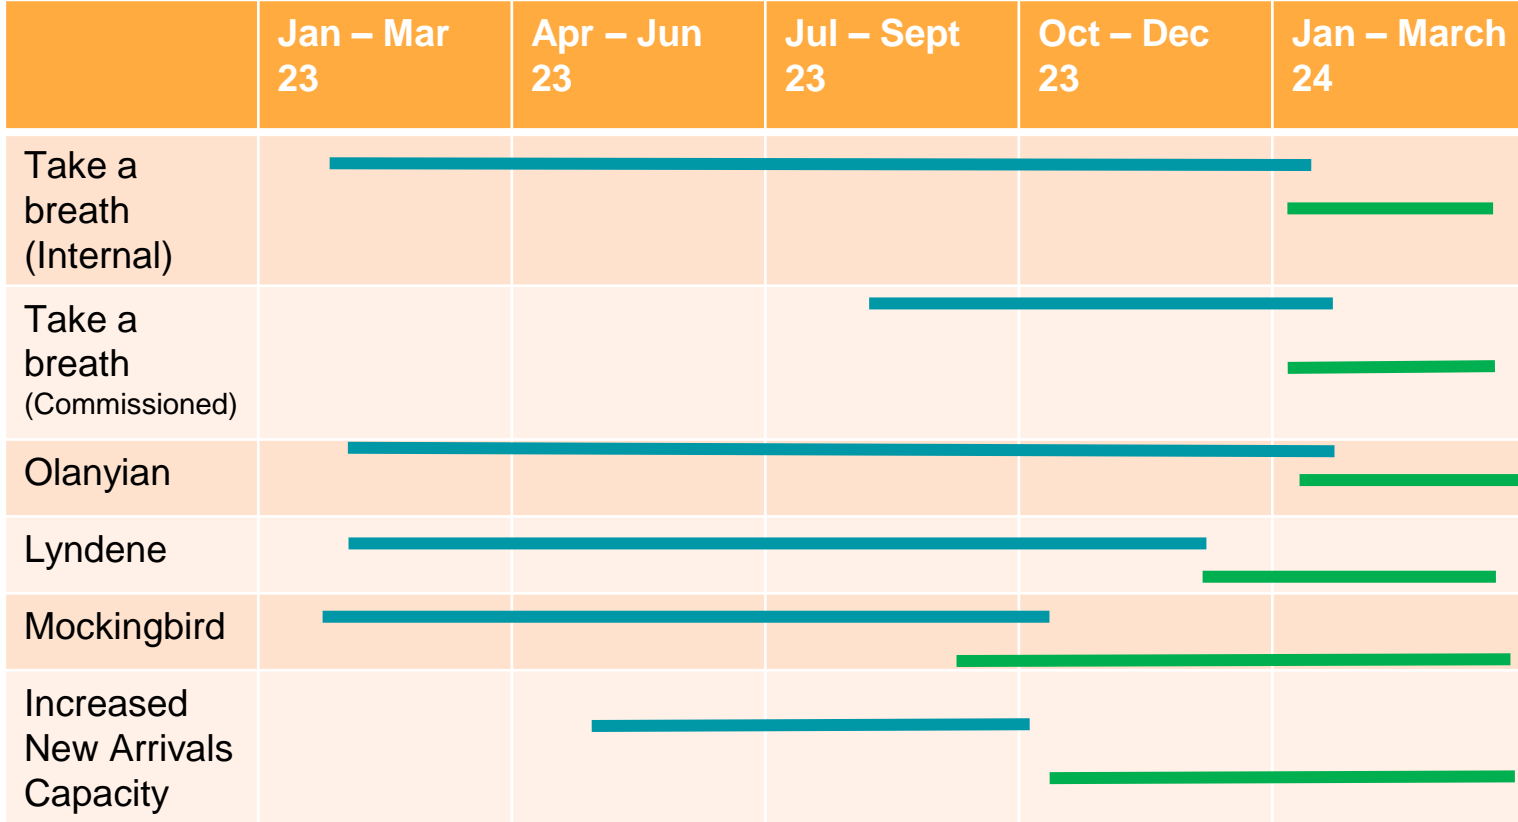 Jan – Mar
23
Apr – Jun
23
Jul – Sept
23
Oct – Dec
23
Jan – March
24
Take a
breath
(Internal)
Take a
breath
(Commissioned)
Olanyian
Lyndene
Mockingbird
Increased
New Arrivals
Capacity